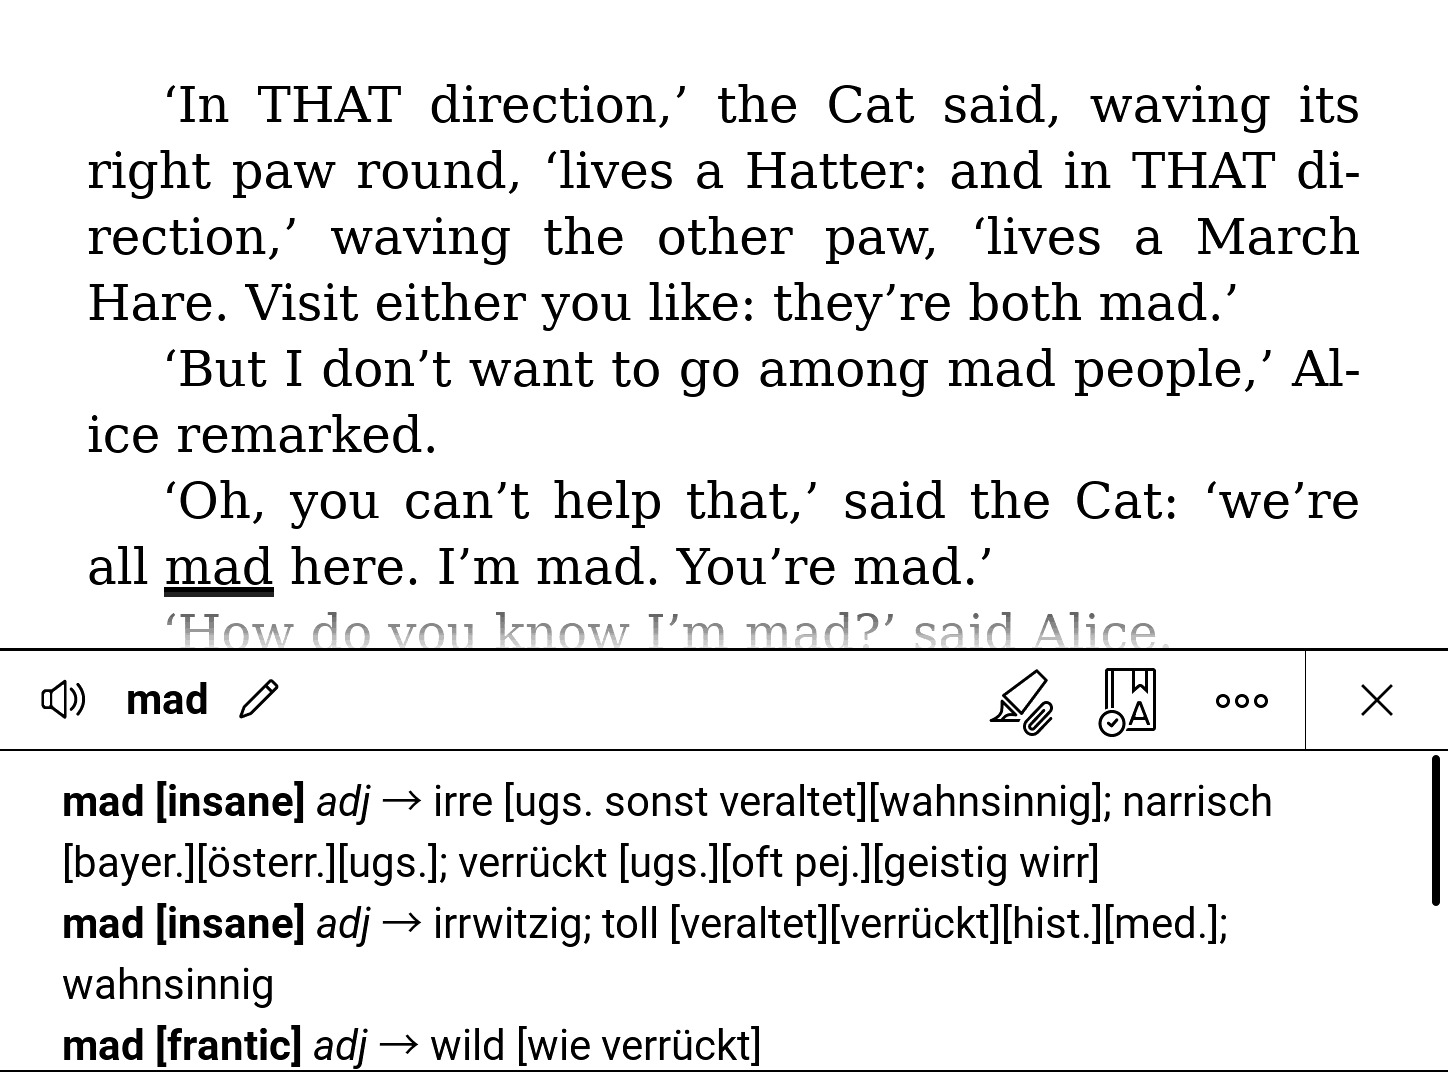 ‘In THAT direction,’ the Cat said, waving its
right paw round, ‘lives a Hatter: and in THAT di-
rection,’ waving the other paw, ‘lives a March
Hare. Visit either you like: they’re both mad.’
‘But I don’t want to go among mad people,’ Al-
ice remarked.
‘Oh, you can’t help that,’ said the Cat: ‘we’re
all mad here. I’m mad. You’re mad.’
‘How do you know I’m mad?’ said Alice.
mad
A
mad [insane] adj → irre [ugs. sonst veraltet][wahnsinnig]; narrisch
[bayer.][österr.][ugs.]; verrückt [ugs.][oft pej.][geistig wirr]
mad [insane] adj → irrwitzig; toll [veraltet][verrückt][hist.][med.];
wahnsinnig
mad [frantic] adj → wild [wie verrückt]